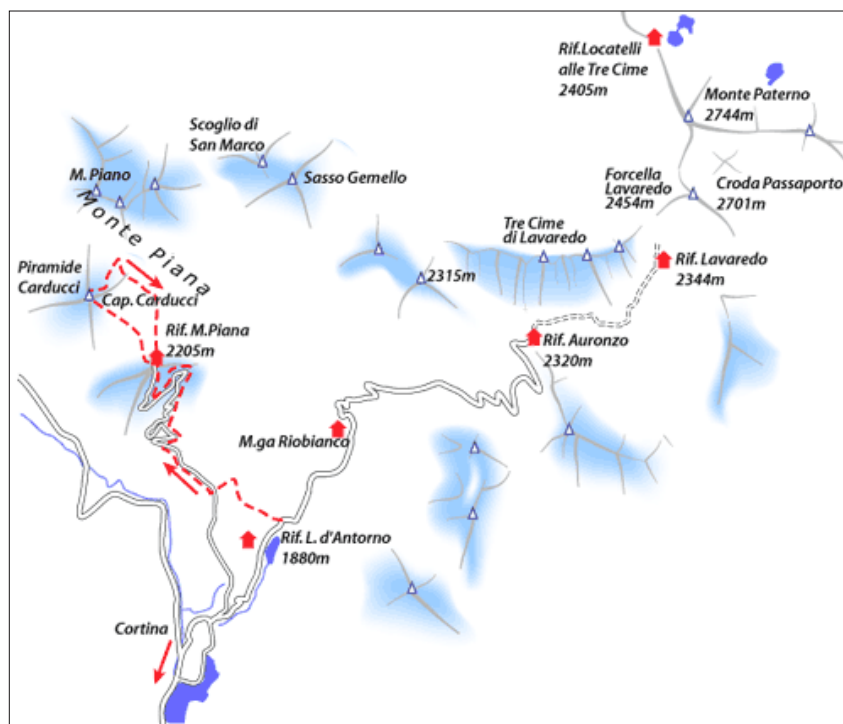 Rif.Locatelli
alle Tre Cime
2405m
Monte Paterno
2744m
Scoglio di
San Marco
Sasso Gemello
M. Piano
Monte Piana
Forcella
Lavaredo
2454m
Croda Passaporto
2701m
Tre Cime
di Lavaredo
Piramide
Carducci
Cap. Carducci
2315m
Rif. Lavaredo
2344m
Rif. M.Piana
2205m
Rif. Auronzo
2320m
M.ga Riobianco
Rif. L. d'Antorno
1880m
Cortina